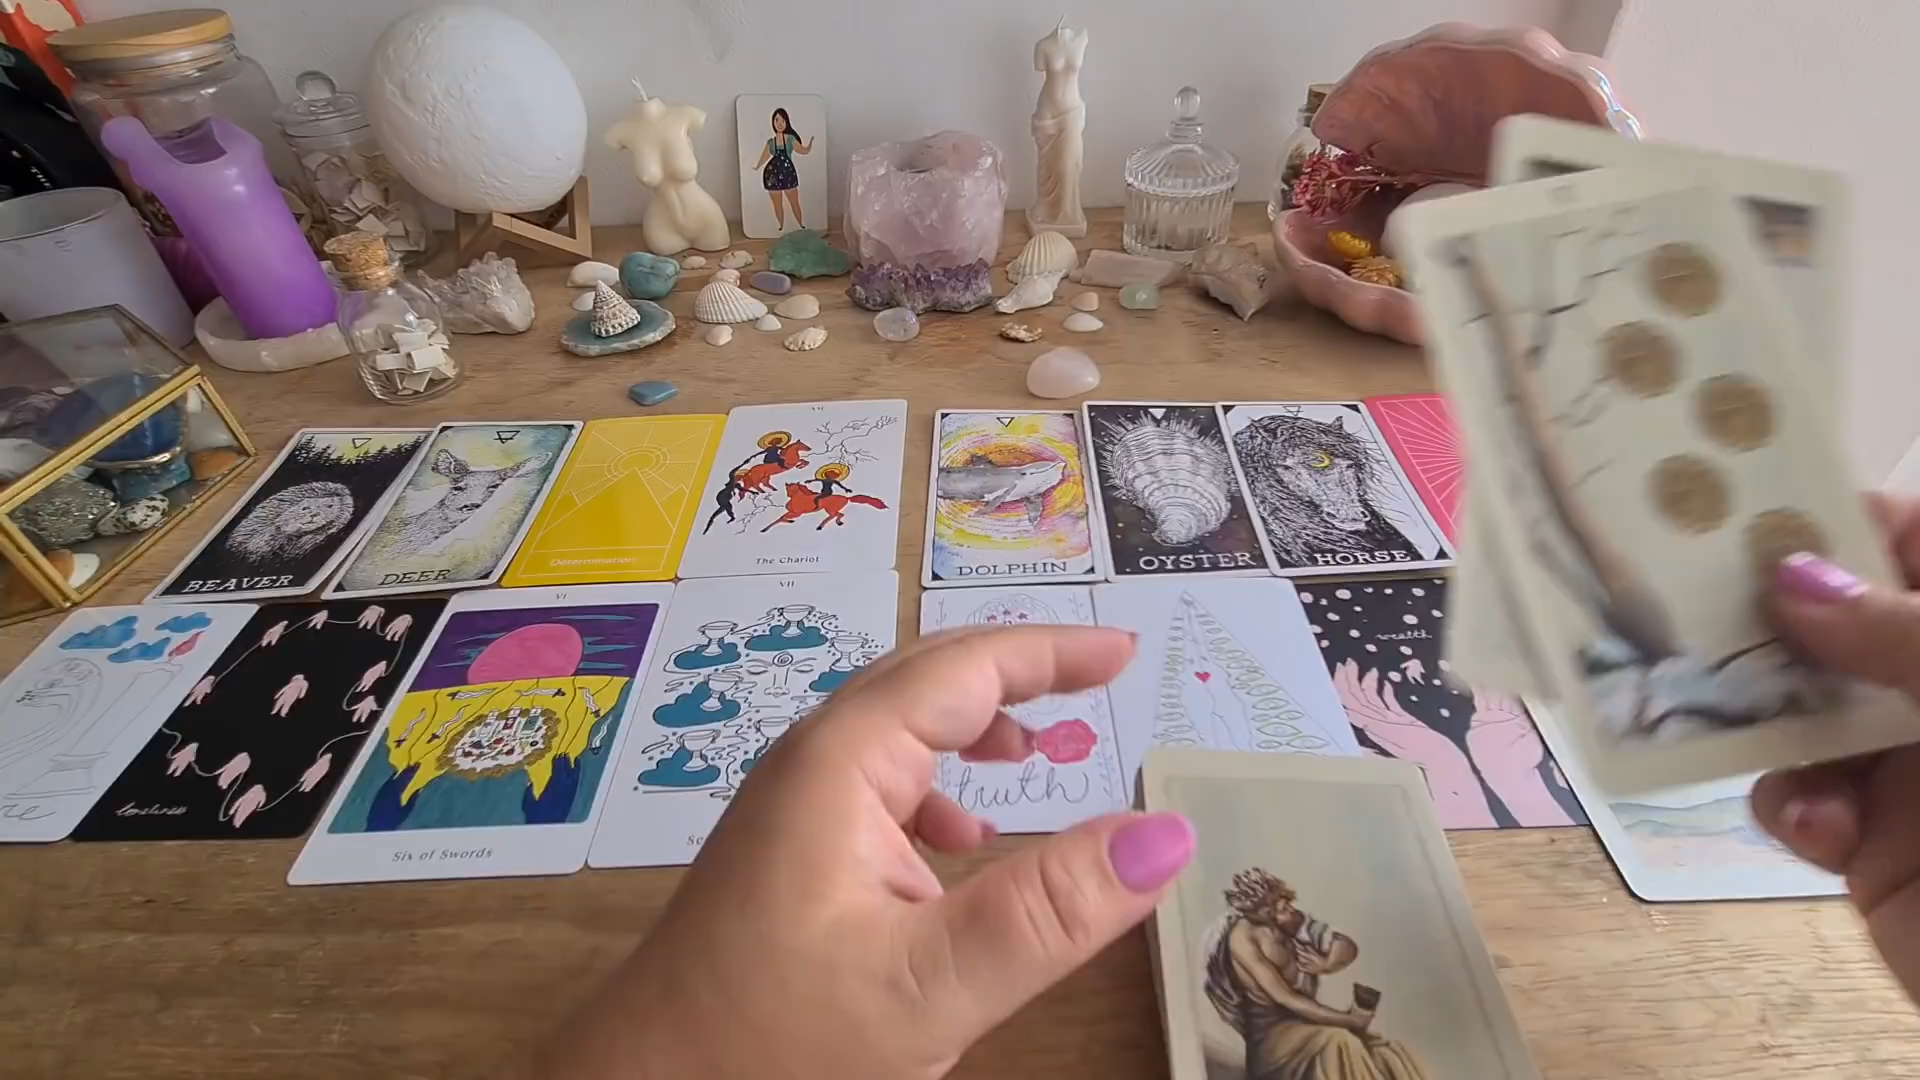 BEAVER
DEER
Determination
VII
The Chariot
DOLPHIN
OYSTER
HORSE
loneliness
VI
Six of Swords
VII
truth
wealth